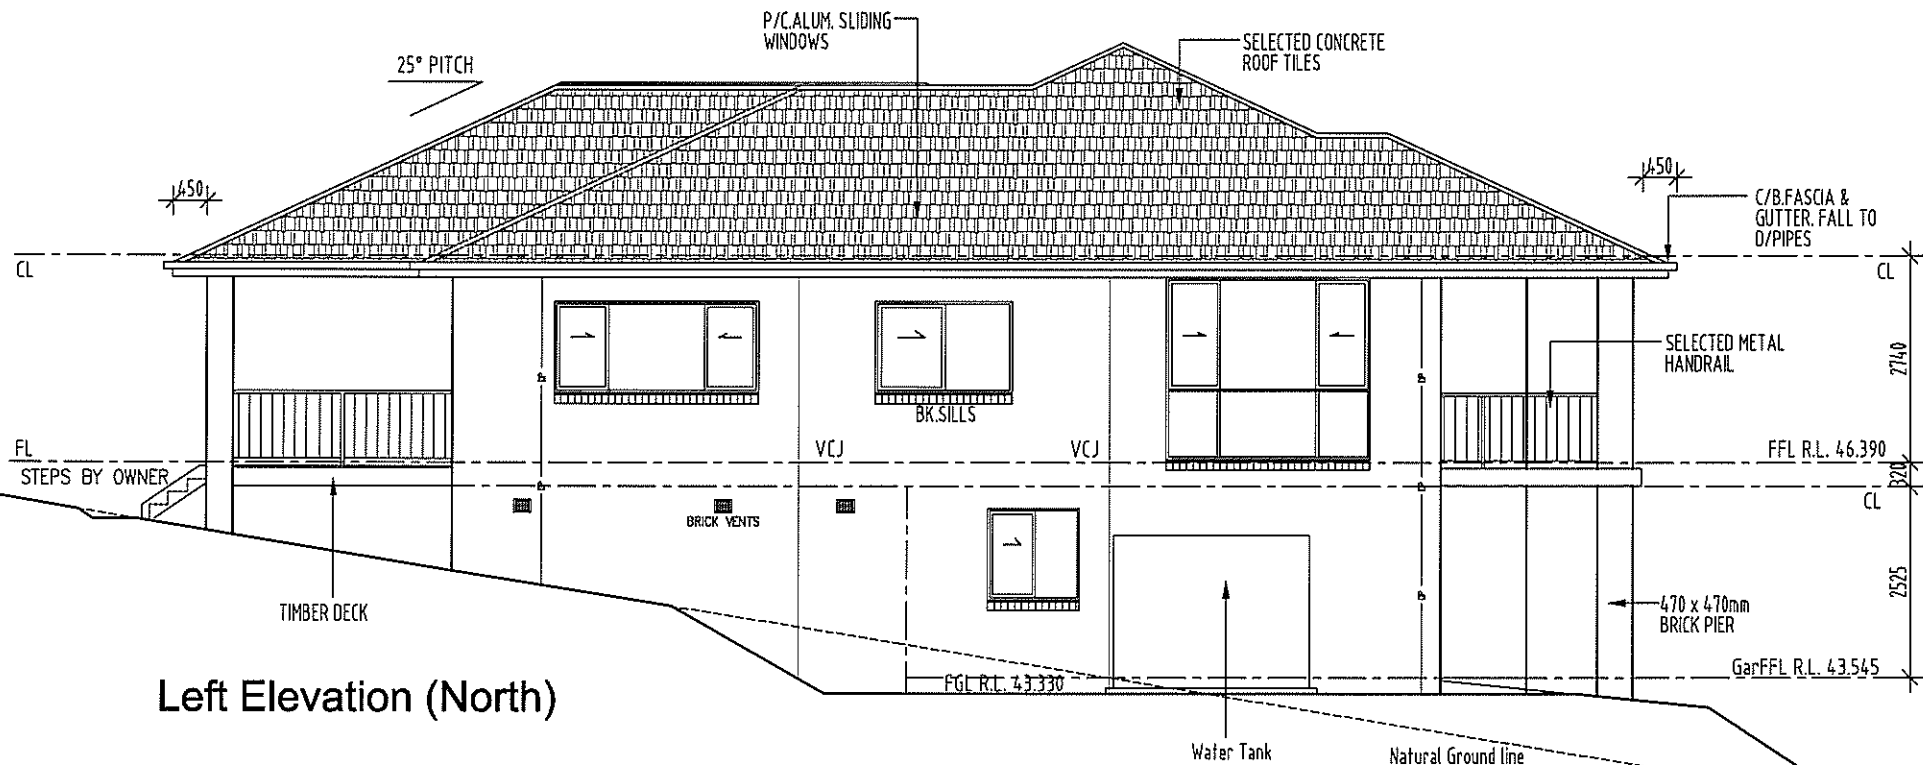 P/C.ALUM. SLIDING
WINDOWS
SELECTED CONCRETE
ROOF TILES
25° PITCH
450
450
C/B.FASCIA &
GUTTER. FALL TO
D/PIPES
CL
CL
SELECTED METAL
HANDRAIL
2740
BK.SILLS
FL
VCJ
VCJ
FFL R.L. 46.390
STEPS BY OWNER
320
CL
BRICK VENTS
2525
TIMBER DECK
470 x 470mm
BRICK PIER
GarFFL R.L. 43.545
FGL R.L. 43.330
Left Elevation (North)
Water Tank
Natural Ground line